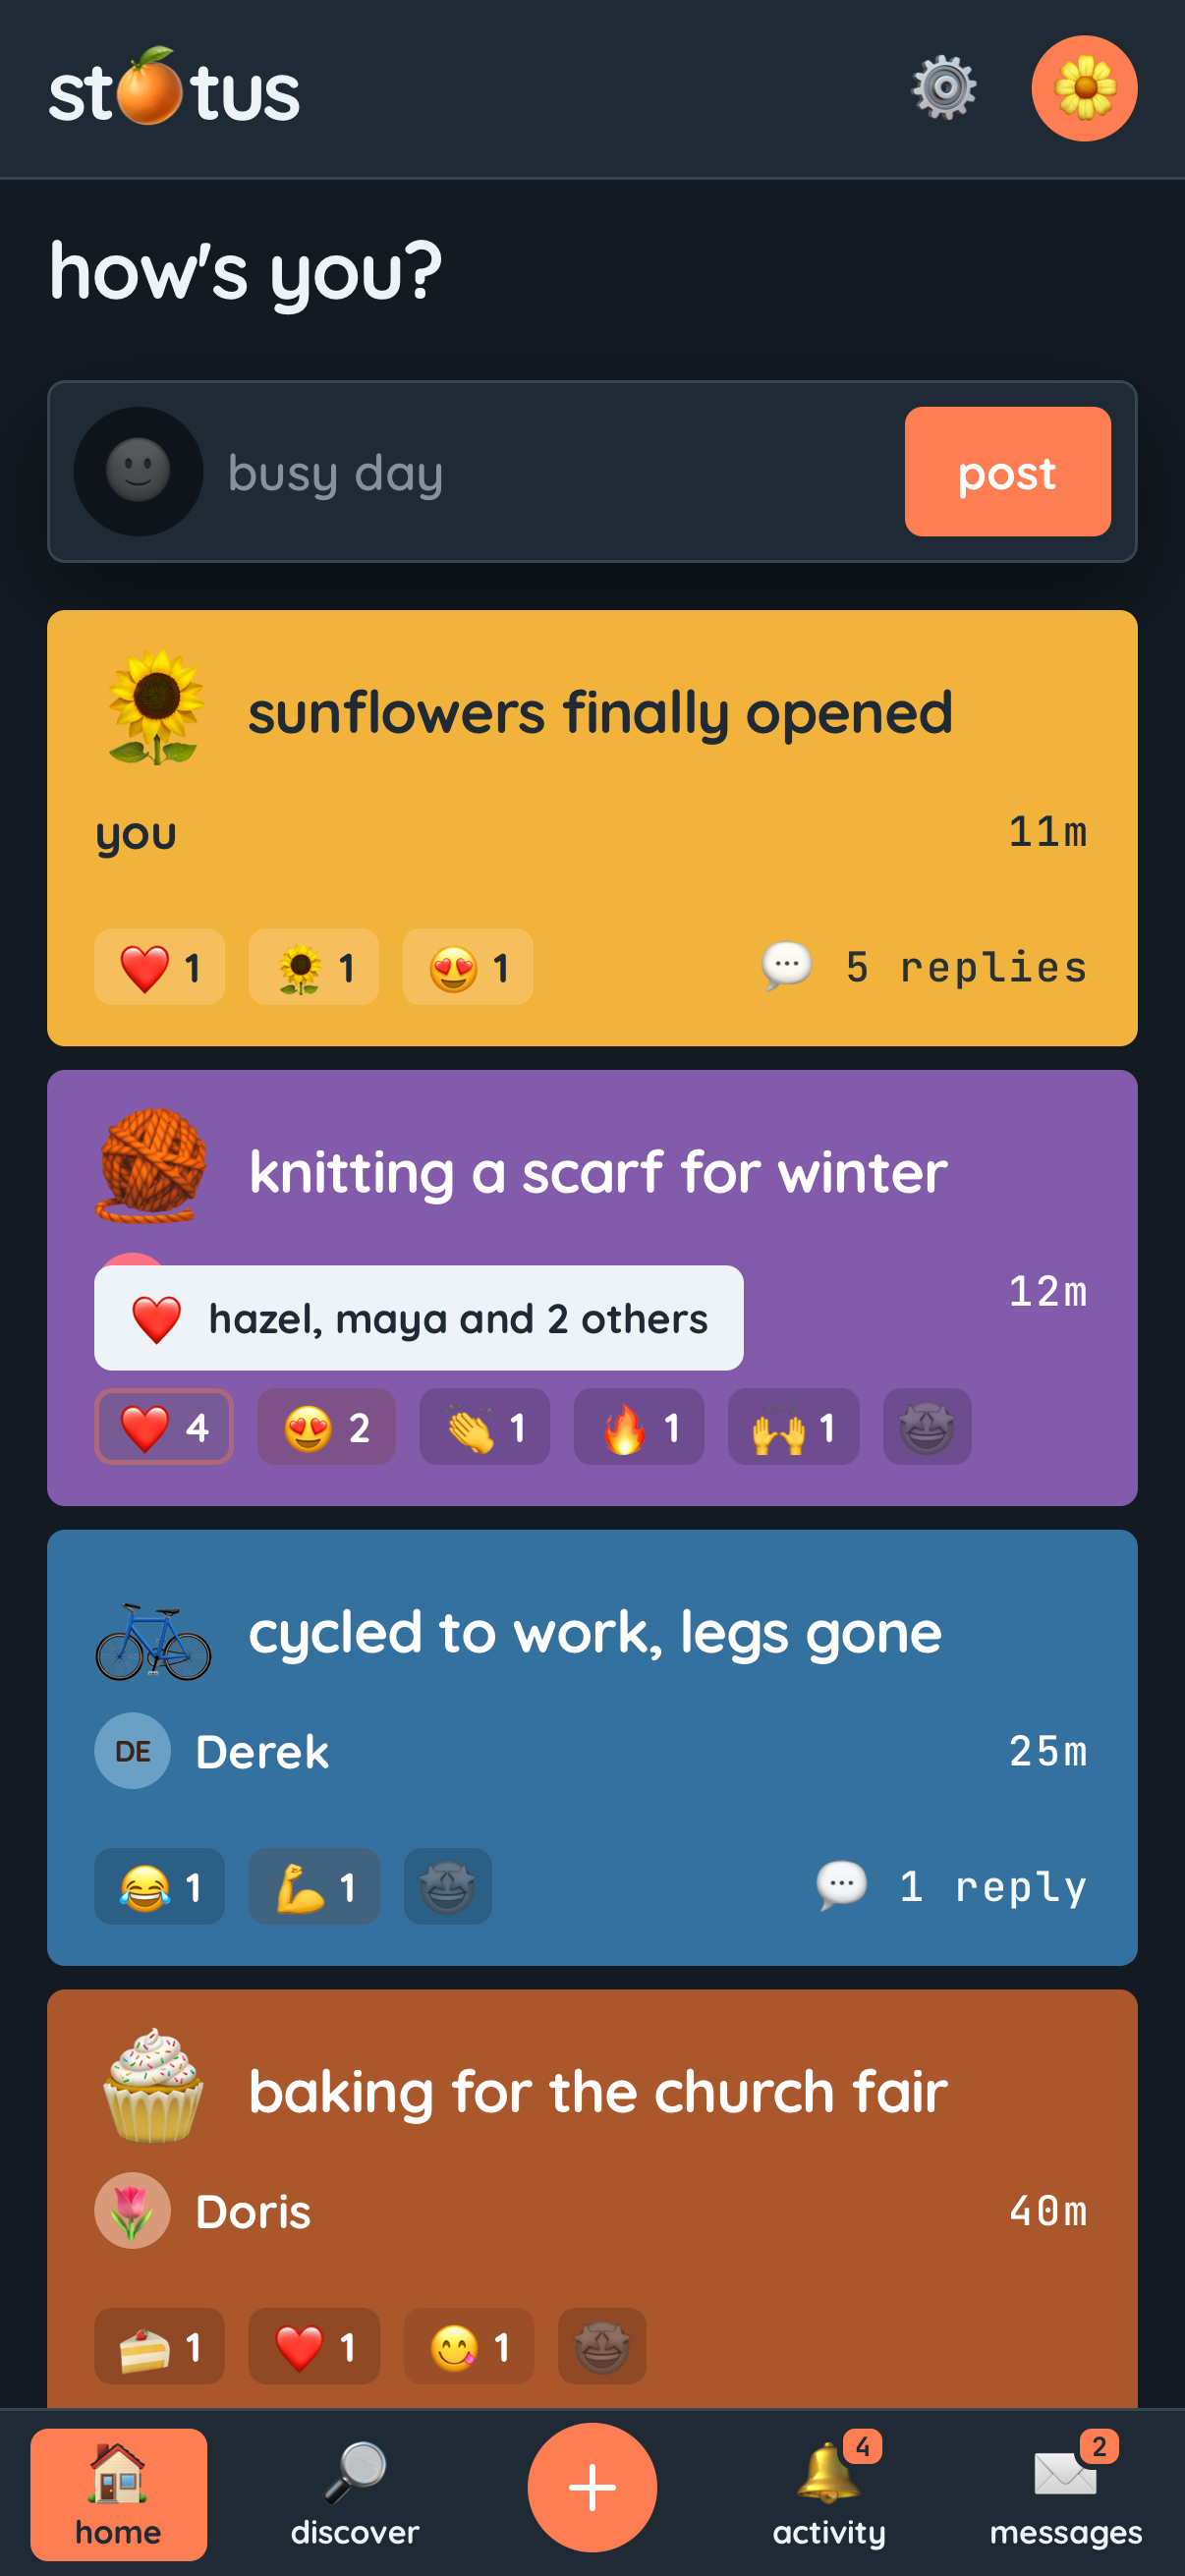 st🍊tus
how's you?
busy day
post
sunflowers finally opened
you
11m
❤️ 1 🌻 1 😍 1 💬 5 replies
knitting a scarf for winter
12m
❤️ hazel, maya and 2 others
❤️ 4 😍 2 👏 1 🔥 1 🙌 1
cycled to work, legs gone
DE Derek
25m
😂 1 💪 1 💬 1 reply
baking for the church fair
Doris
40m
🍰 1 ❤️ 1 😋 1
4 2
home discover activity messages